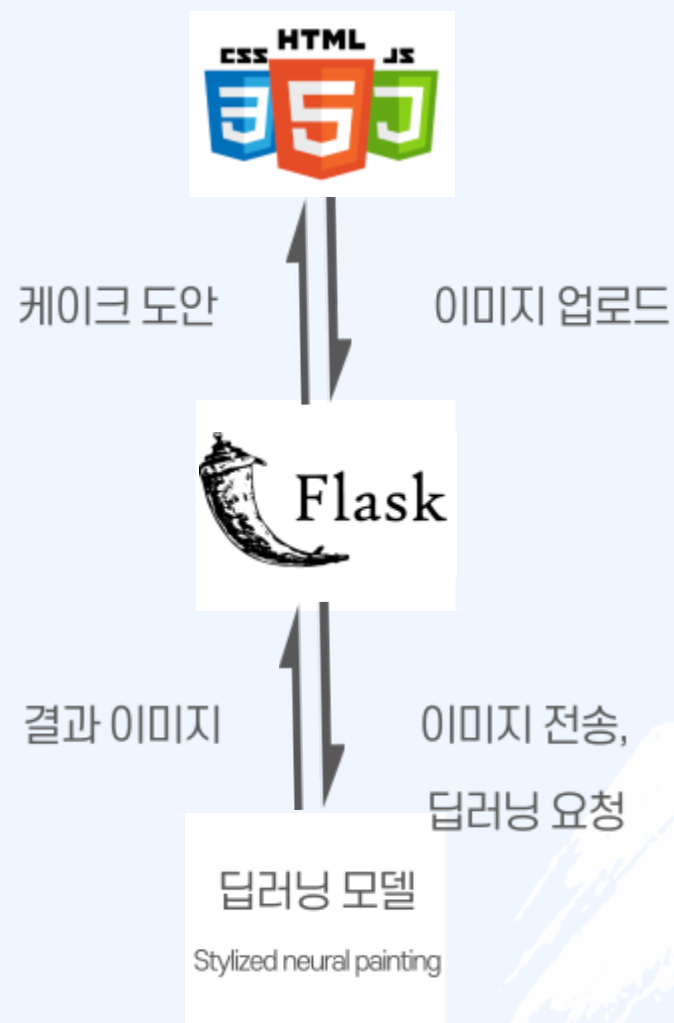 CSS HTML JS
케이크 도안
이미지 업로드
Flask
결과 이미지
이미지 전송,
딥러닝 요청
딥러닝 모델
Stylized neural painting